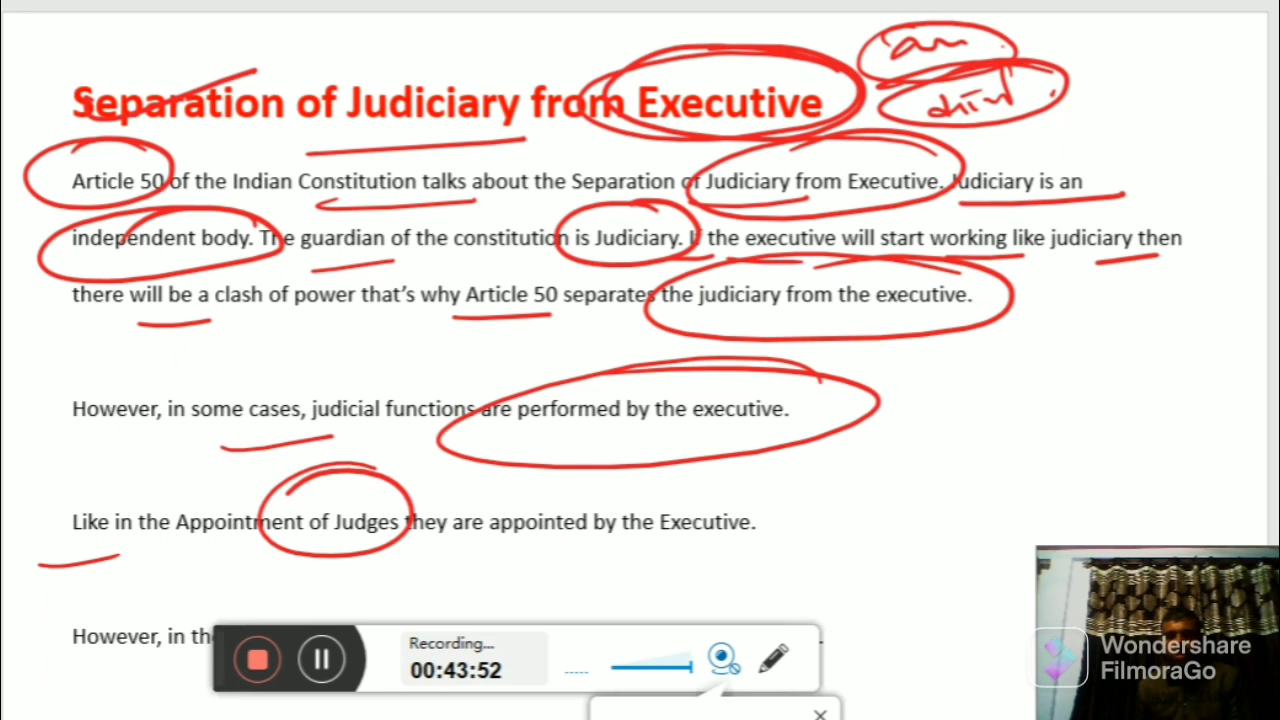 Separation of Judiciary from Executive
Article 50 of the Indian Constitution talks about the Separation of Judiciary from Executive. Judiciary is an
independent body. The guardian of the constitution is Judiciary. If the executive will start working like judiciary then
there will be a clash of power that's why Article 50 separates the judiciary from the executive.
However, in some cases, judicial functions are performed by the executive.
Like in the Appointment of Judges they are appointed by the Executive.
However, in
Recording...
00:43:52
Wondershare
FilmoraGo